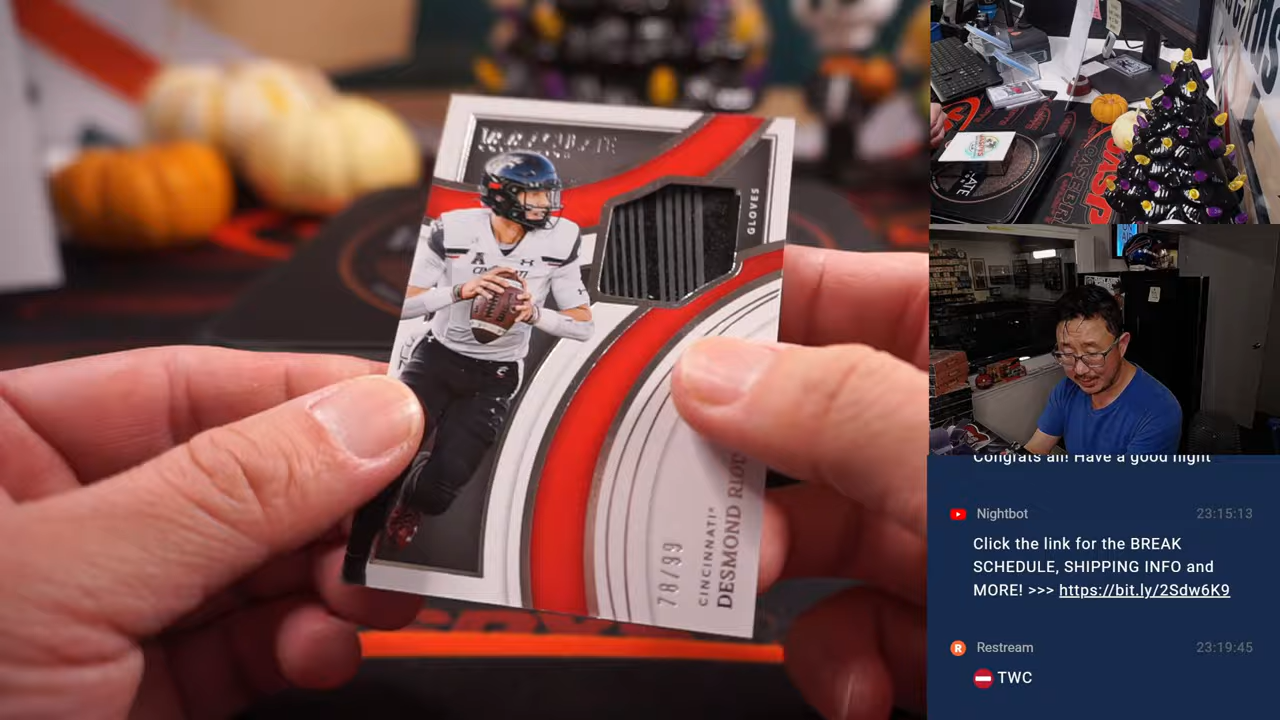 IMMACULATE
GLOVES
78/99
CINCINNATI
DESMOND
Congrats all! Have a good night
Nightbot
23:15:13
Click the link for the BREAK
SCHEDULE, SHIPPING INFO and
MORE! >>> https://bit.ly/2Sdw6K9
Restream
23:19:45
TWC